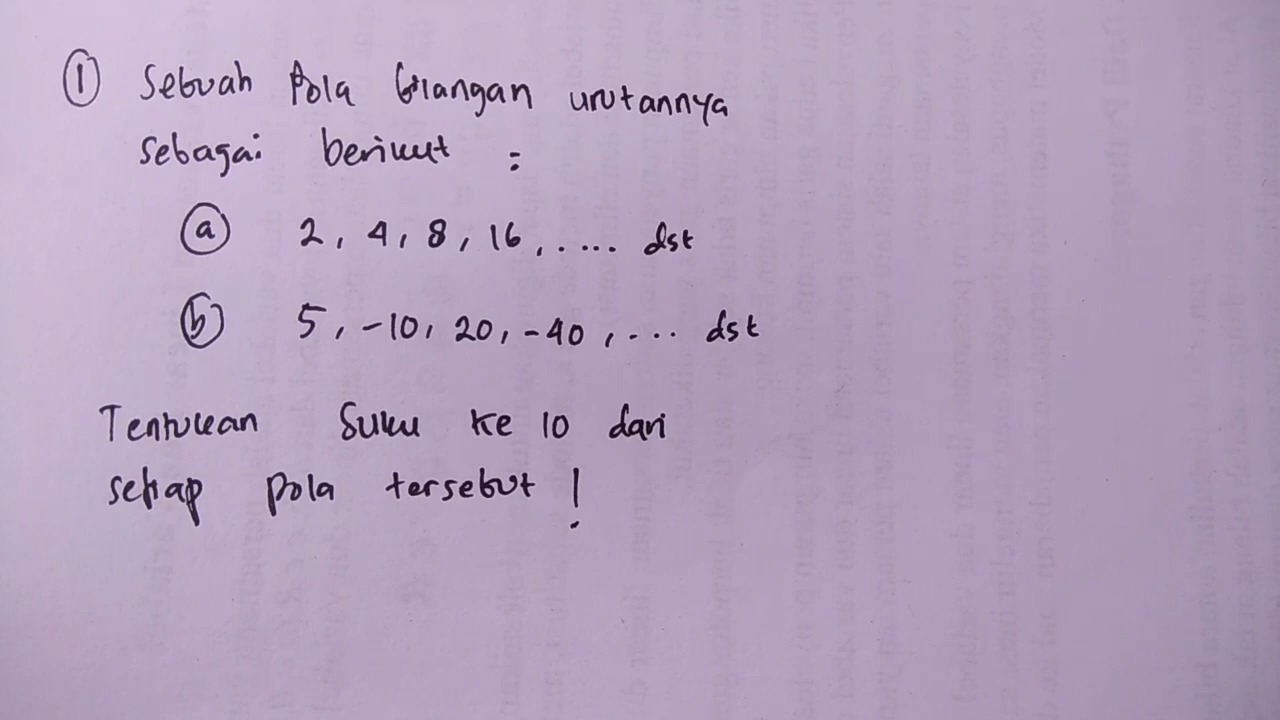 ① Sebuah Pola bilangan urutannya
sebagai berikut :
ⓐ 2, 4, 8, 16, ..... dst
ⓑ 5, -10, 20, -40, .... dst
Tentukan Suku ke 10 dari
setiap pola tersebut !